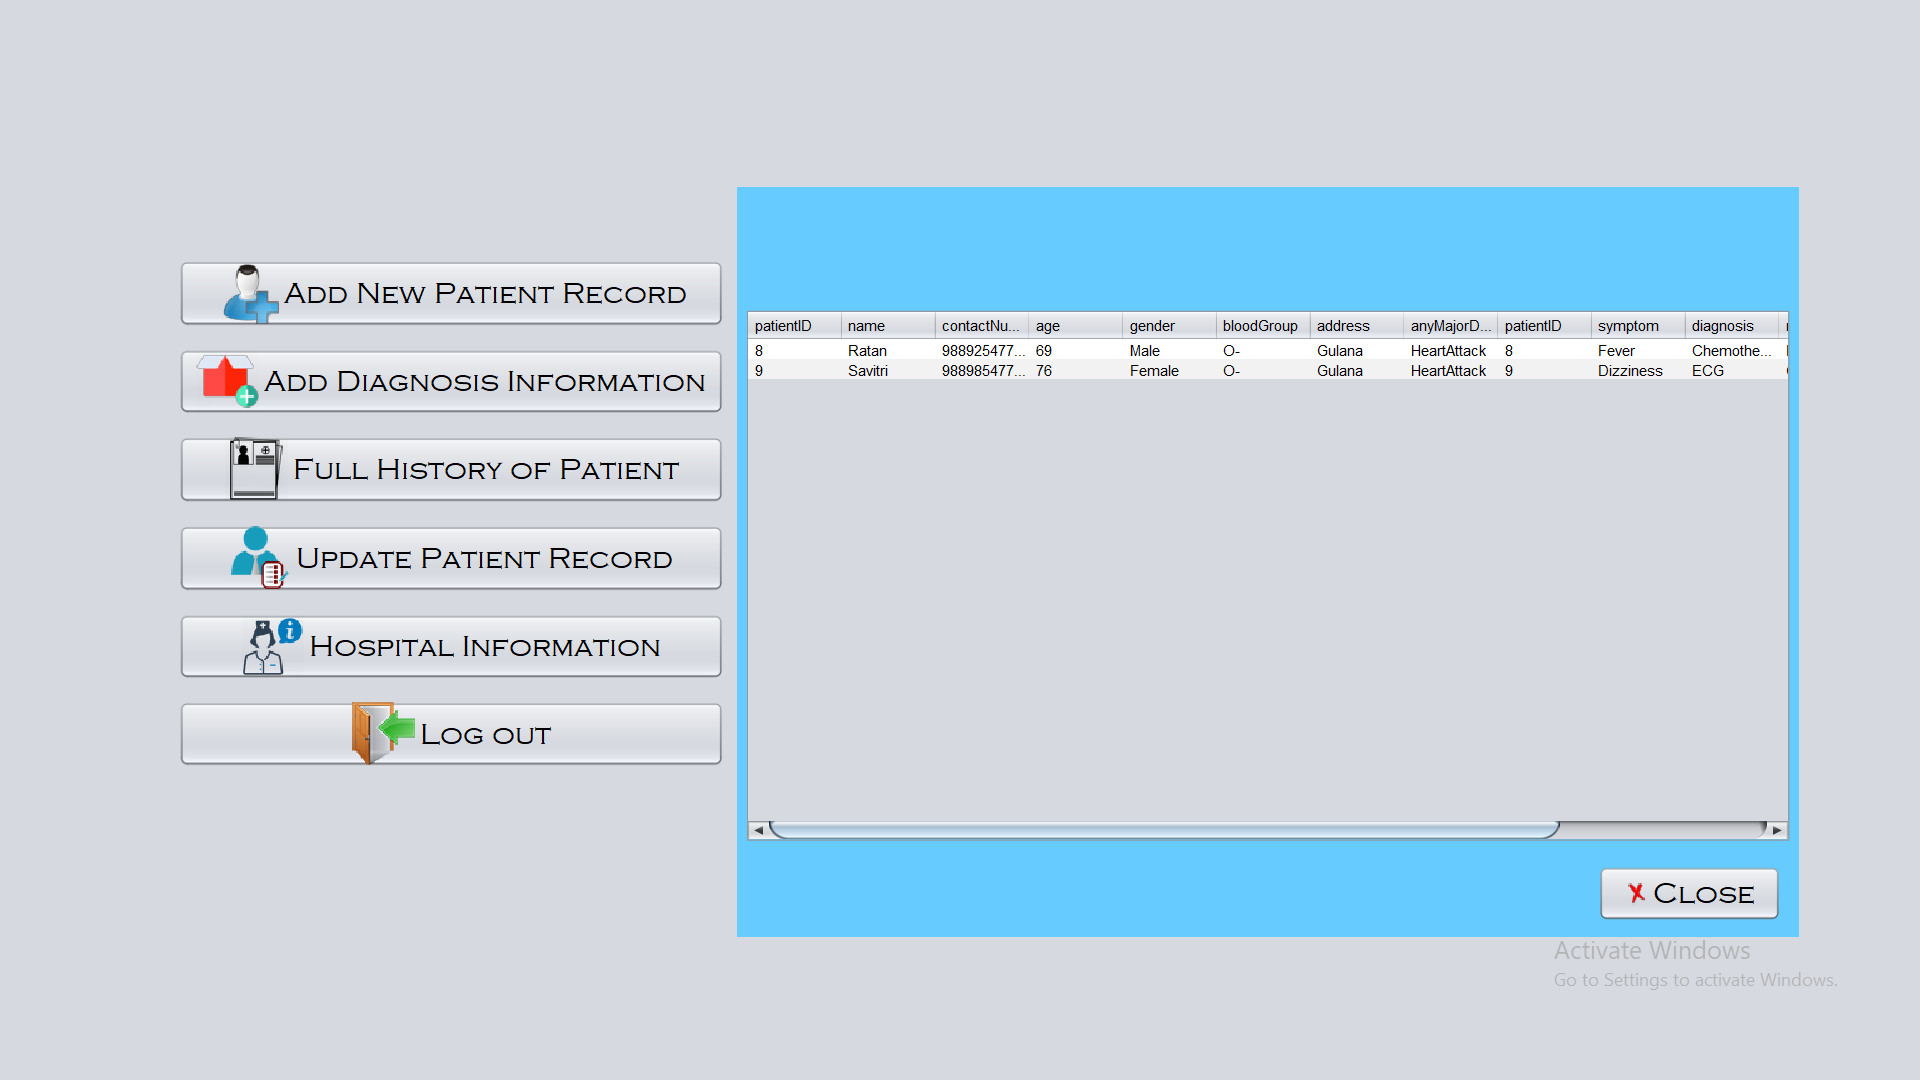 Add New Patient Record
Add Diagnosis Information
Full History of Patient
Update Patient Record
Hospital Information
Log out
patientID name contactNu... age gender bloodGroup address anyMajorD... patientID symptom diagnosis
8 Ratan 988925477... 69 Male O- Gulana HeartAttack 8 Fever Chemothe...
9 Savitri 988985477... 76 Female O- Gulana HeartAttack 9 Dizziness ECG
Close
Activate Windows
Go to Settings to activate Windows.